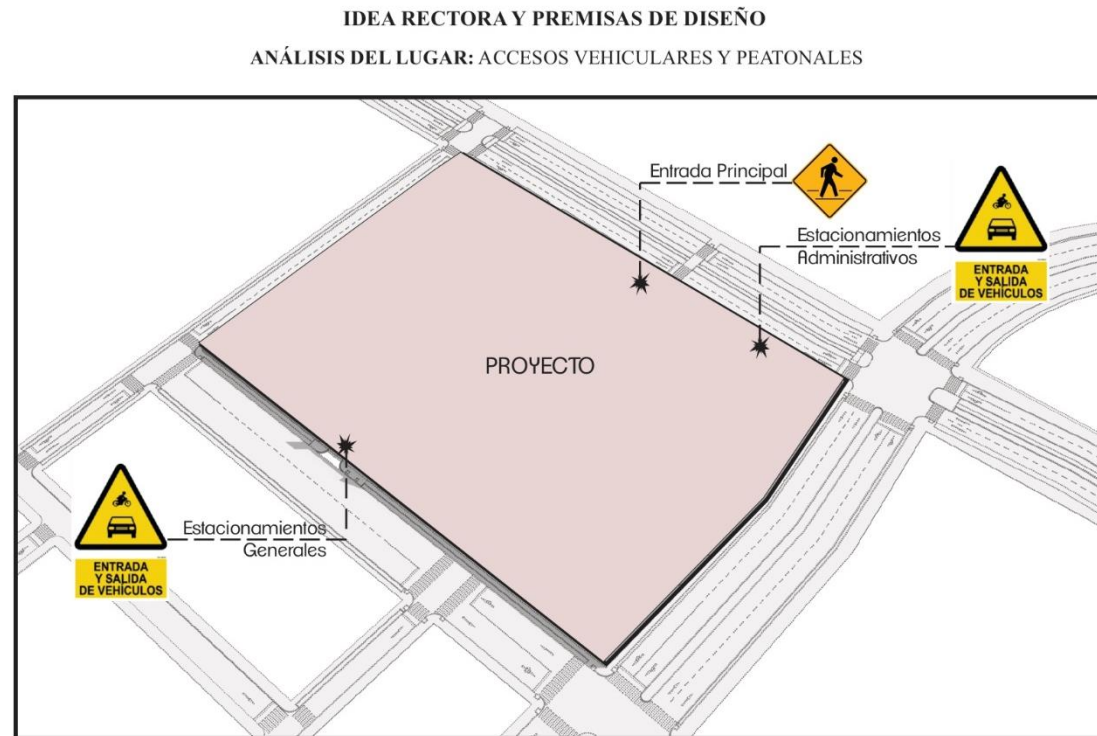 IDEA RECTORA Y PREMISAS DE DISEÑO
ANÁLISIS DEL LUGAR: ACCESOS VEHICULARES Y PEATONALES
Entrada Principal
Estacionamientos
Administrativos
ENTRADA
Y SALIDA
DE VEHÍCULOS
PROYECTO
Estacionamientos
Generales
ENTRADA
Y SALIDA
DE VEHÍCULOS